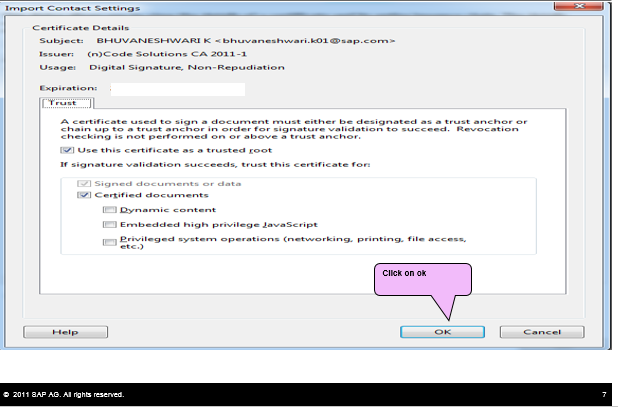 Import Contact Settings
Certificate Details
Subject: BHUVANESHWARI K <bhuvaneshwari.k01@sap.com>
Issuer: (n)Code Solutions CA 2011-1
Usage: Digital Signature, Non-Repudiation
Expiration:
Trust
A certificate used to sign a document must either be designated as a trust anchor or
chain up to a trust anchor in order for signature validation to succeed. Revocation
checking is not performed on or above a trust anchor.
Use this certificate as a trusted root
If signature validation succeeds, trust this certificate for:
Signed documents or data
Certified documents
Dynamic content
Embedded high privilege JavaScript
Privileged system operations (networking, printing, file access,
etc.)
Click on ok
Help OK Cancel
© 2011 SAP AG. All rights reserved. 7